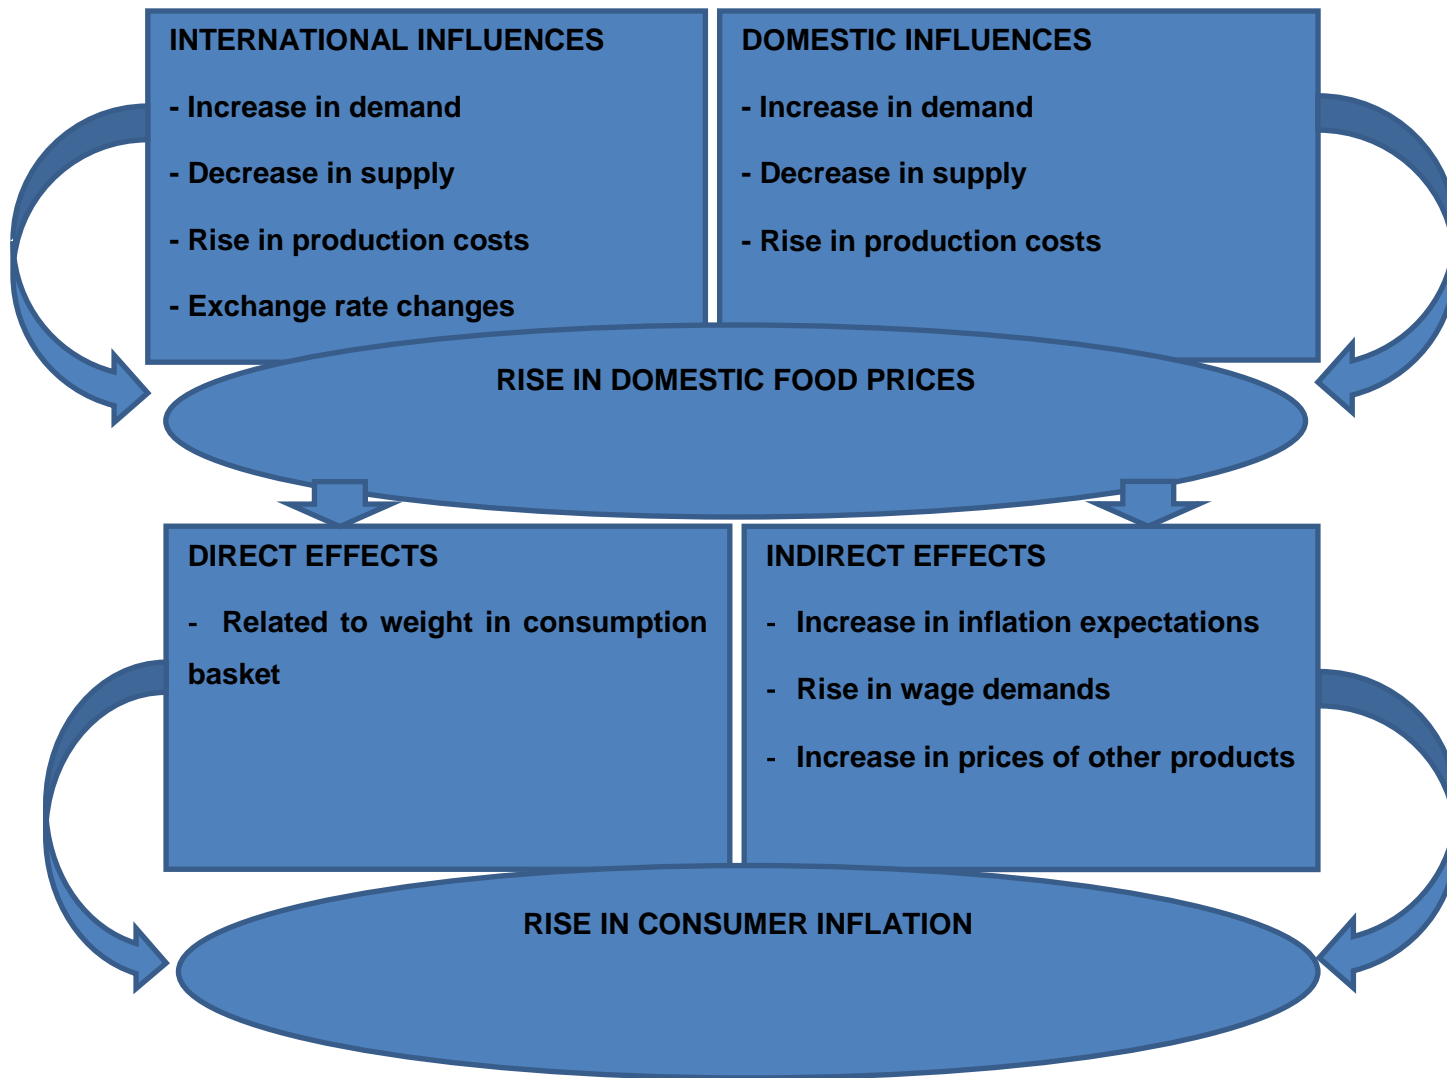 INTERNATIONAL INFLUENCES
- Increase in demand
- Decrease in supply
- Rise in production costs
- Exchange rate changes
DOMESTIC INFLUENCES
- Increase in demand
- Decrease in supply
- Rise in production costs
RISE IN DOMESTIC FOOD PRICES
DIRECT EFFECTS
- Related to weight in consumption
basket
INDIRECT EFFECTS
- Increase in inflation expectations
- Rise in wage demands
- Increase in prices of other products
RISE IN CONSUMER INFLATION